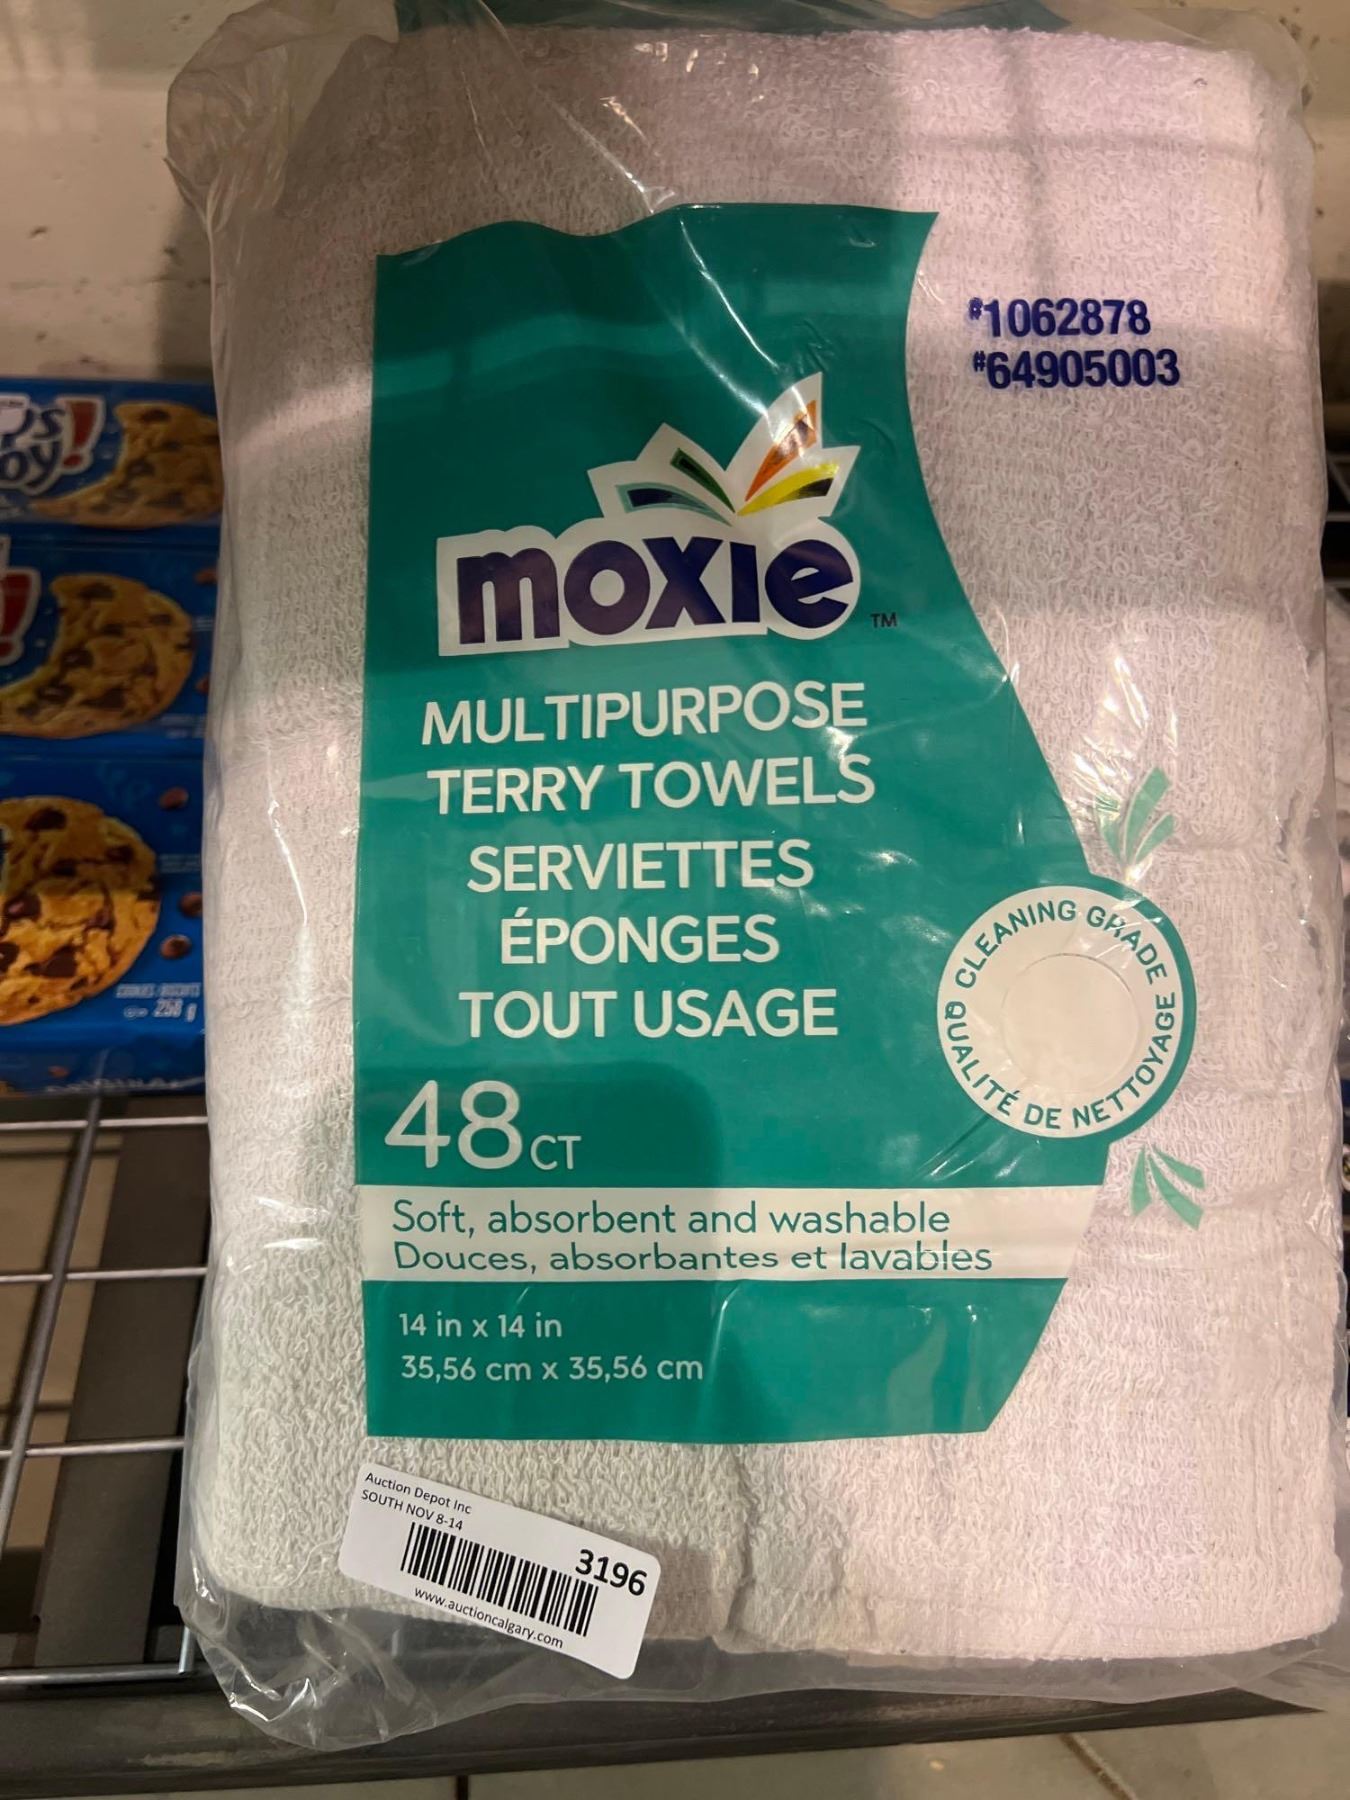 #1062878
#64905003
moxie™
MULTIPURPOSE
TERRY TOWELS
SERVIETTES
ÉPONGES
TOUT USAGE
CLEANING GRADE
QUALITÉ DE NETTOYAGE
48CT
Soft, absorbent and washable
Douces, absorbantes et lavables
14 in x 14 in
35,56 cm x 35,56 cm
Auction Depot Inc
SOUTH NOV 8-14
3196
www.auctioncalgary.com
250 g